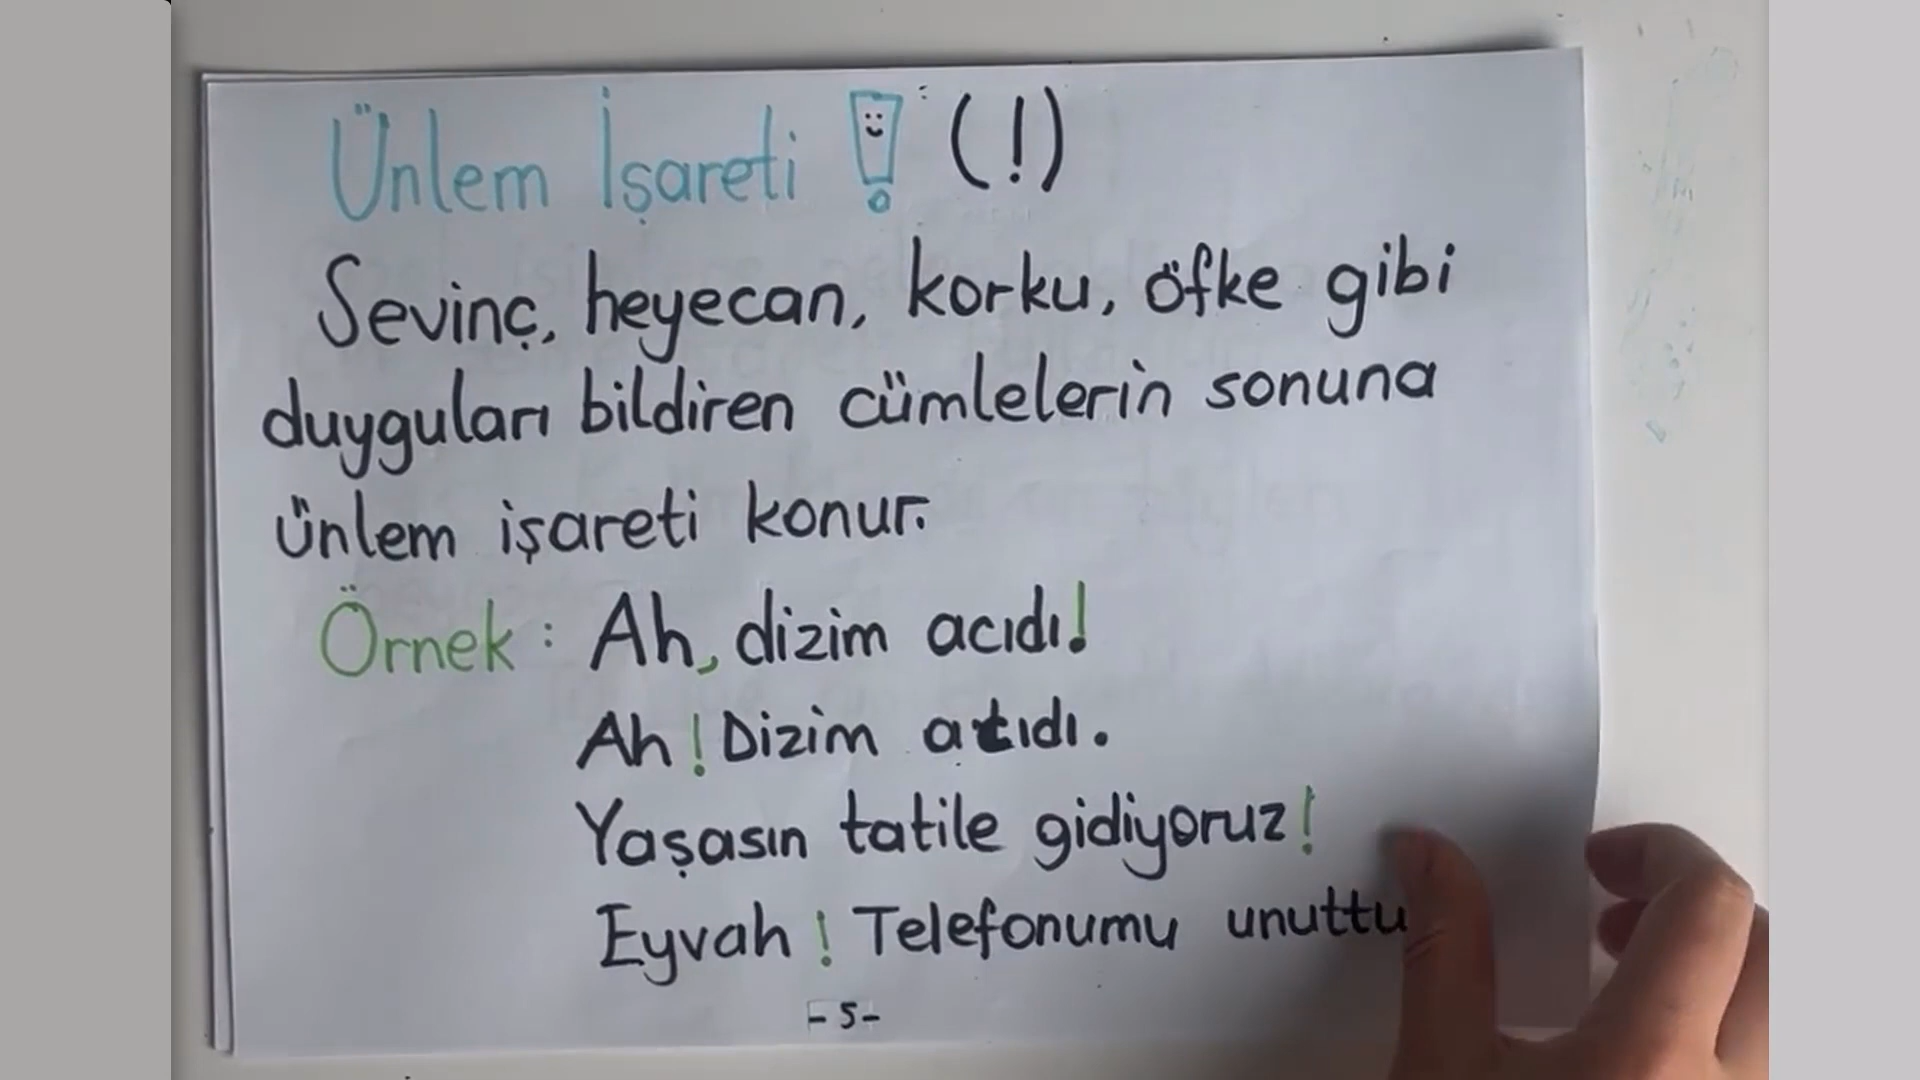 Ünlem İşareti ! (!)
Sevinç, heyecan, korku, öfke gibi
duyguları bildiren cümlelerin sonuna
ünlem işareti konur.
Örnek : Ah, dizim acıdı!
Ah ! Dizim acıdı.
Yaşasın tatile gidiyoruz!
Eyvah ! Telefonumu unuttu
- 5 -